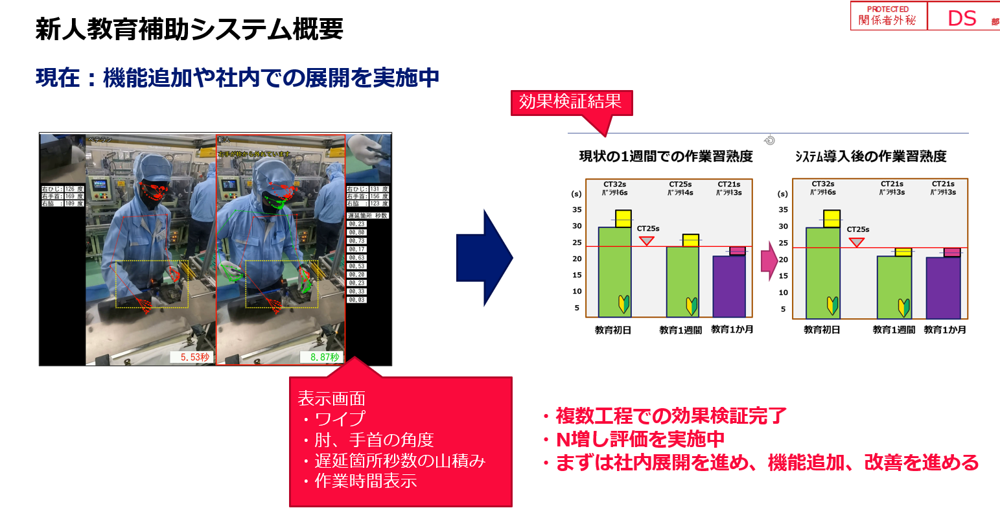 新人教育補助システム概要
PROTECTED
関係者外秘
DS 部
現在：機能追加や社内での展開を実施中
効果検証結果
ベテラン
新人
右手が枠から外れています
右ひじ: 126 度
右手首: 169 度
右脇 : 109 度
右ひじ: 131 度
右手首: 156 度
右脇 : 123 度
遅延箇所 秒数
00.23
00.80
00.73
00.17
00.63
00.53
00.20
00.23
00.33
00.03
5.53秒
8.87秒
表示画面
・ワイプ
・肘、手首の角度
・遅延箇所秒数の山積み
・作業時間表示
現状の1週間での作業習熟度
(s)
35
30
25
20
15
10
5
CT32s
ﾊﾞﾗﾂｷ6s
CT25s
ﾊﾞﾗﾂｷ4s
CT21s
ﾊﾞﾗﾂｷ3s
CT25s
教育初日
教育1週間
教育1か月
ｼｽﾃﾑ導入後の作業習熟度
(s)
35
30
25
20
15
10
5
CT32s
ﾊﾞﾗﾂｷ6s
CT21s
ﾊﾞﾗﾂｷ3s
CT21s
ﾊﾞﾗﾂｷ3s
CT25s
教育初日
教育1週間
教育1か月
・複数工程での効果検証完了
・N増し評価を実施中
・まずは社内展開を進め、機能追加、改善を進める